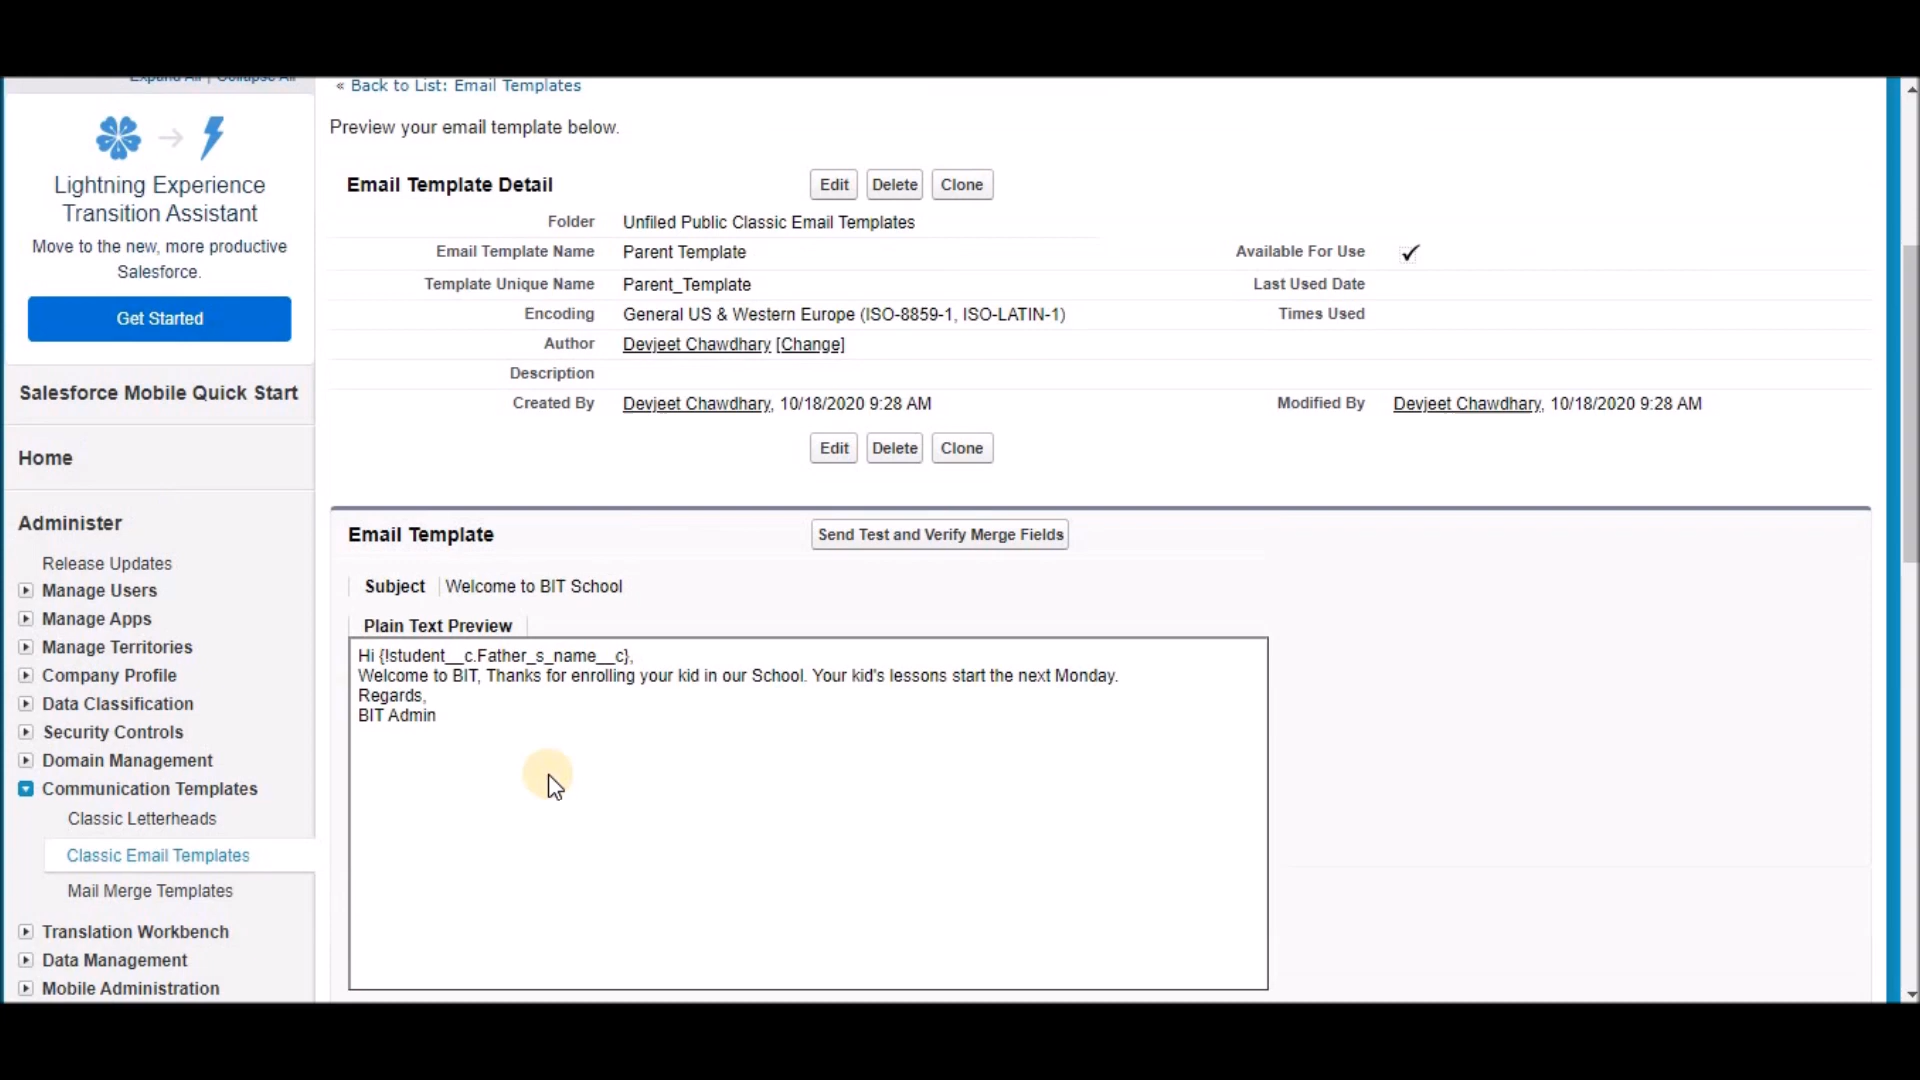 Expand All | Collapse All
Lightning Experience
Transition Assistant
Move to the new, more productive
Salesforce.
Get Started
Salesforce Mobile Quick Start
Home
Administer
Release Updates
Manage Users
Manage Apps
Manage Territories
Company Profile
Data Classification
Security Controls
Domain Management
Communication Templates
Classic Letterheads
Classic Email Templates
Mail Merge Templates
Translation Workbench
Data Management
Mobile Administration
« Back to List: Email Templates
Preview your email template below.
Email Template Detail Edit Delete Clone
Folder Unfiled Public Classic Email Templates
Email Template Name Parent Template Available For Use ✓
Template Unique Name Parent_Template Last Used Date
Encoding General US & Western Europe (ISO-8859-1, ISO-LATIN-1) Times Used
Author Devjeet Chawdhary [Change]
Description
Created By Devjeet Chawdhary, 10/18/2020 9:28 AM Modified By Devjeet Chawdhary, 10/18/2020 9:28 AM
Edit Delete Clone
Email Template Send Test and Verify Merge Fields
Subject Welcome to BIT School
Plain Text Preview
Hi {!student__c.Father_s_name__c},
Welcome to BIT, Thanks for enrolling your kid in our School. Your kid's lessons start the next Monday.
Regards,
BIT Admin